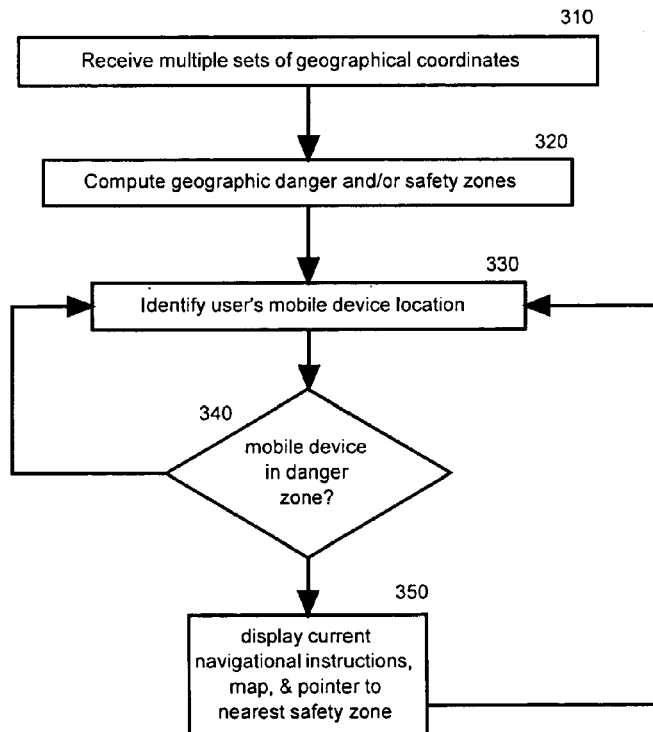 310
Receive multiple sets of geographical coordinates
320
Compute geographic danger and/or safety zones
330
Identify user's mobile device location
340
mobile device
in danger
zone?
350
display current
navigational instructions,
map, & pointer to
nearest safety zone